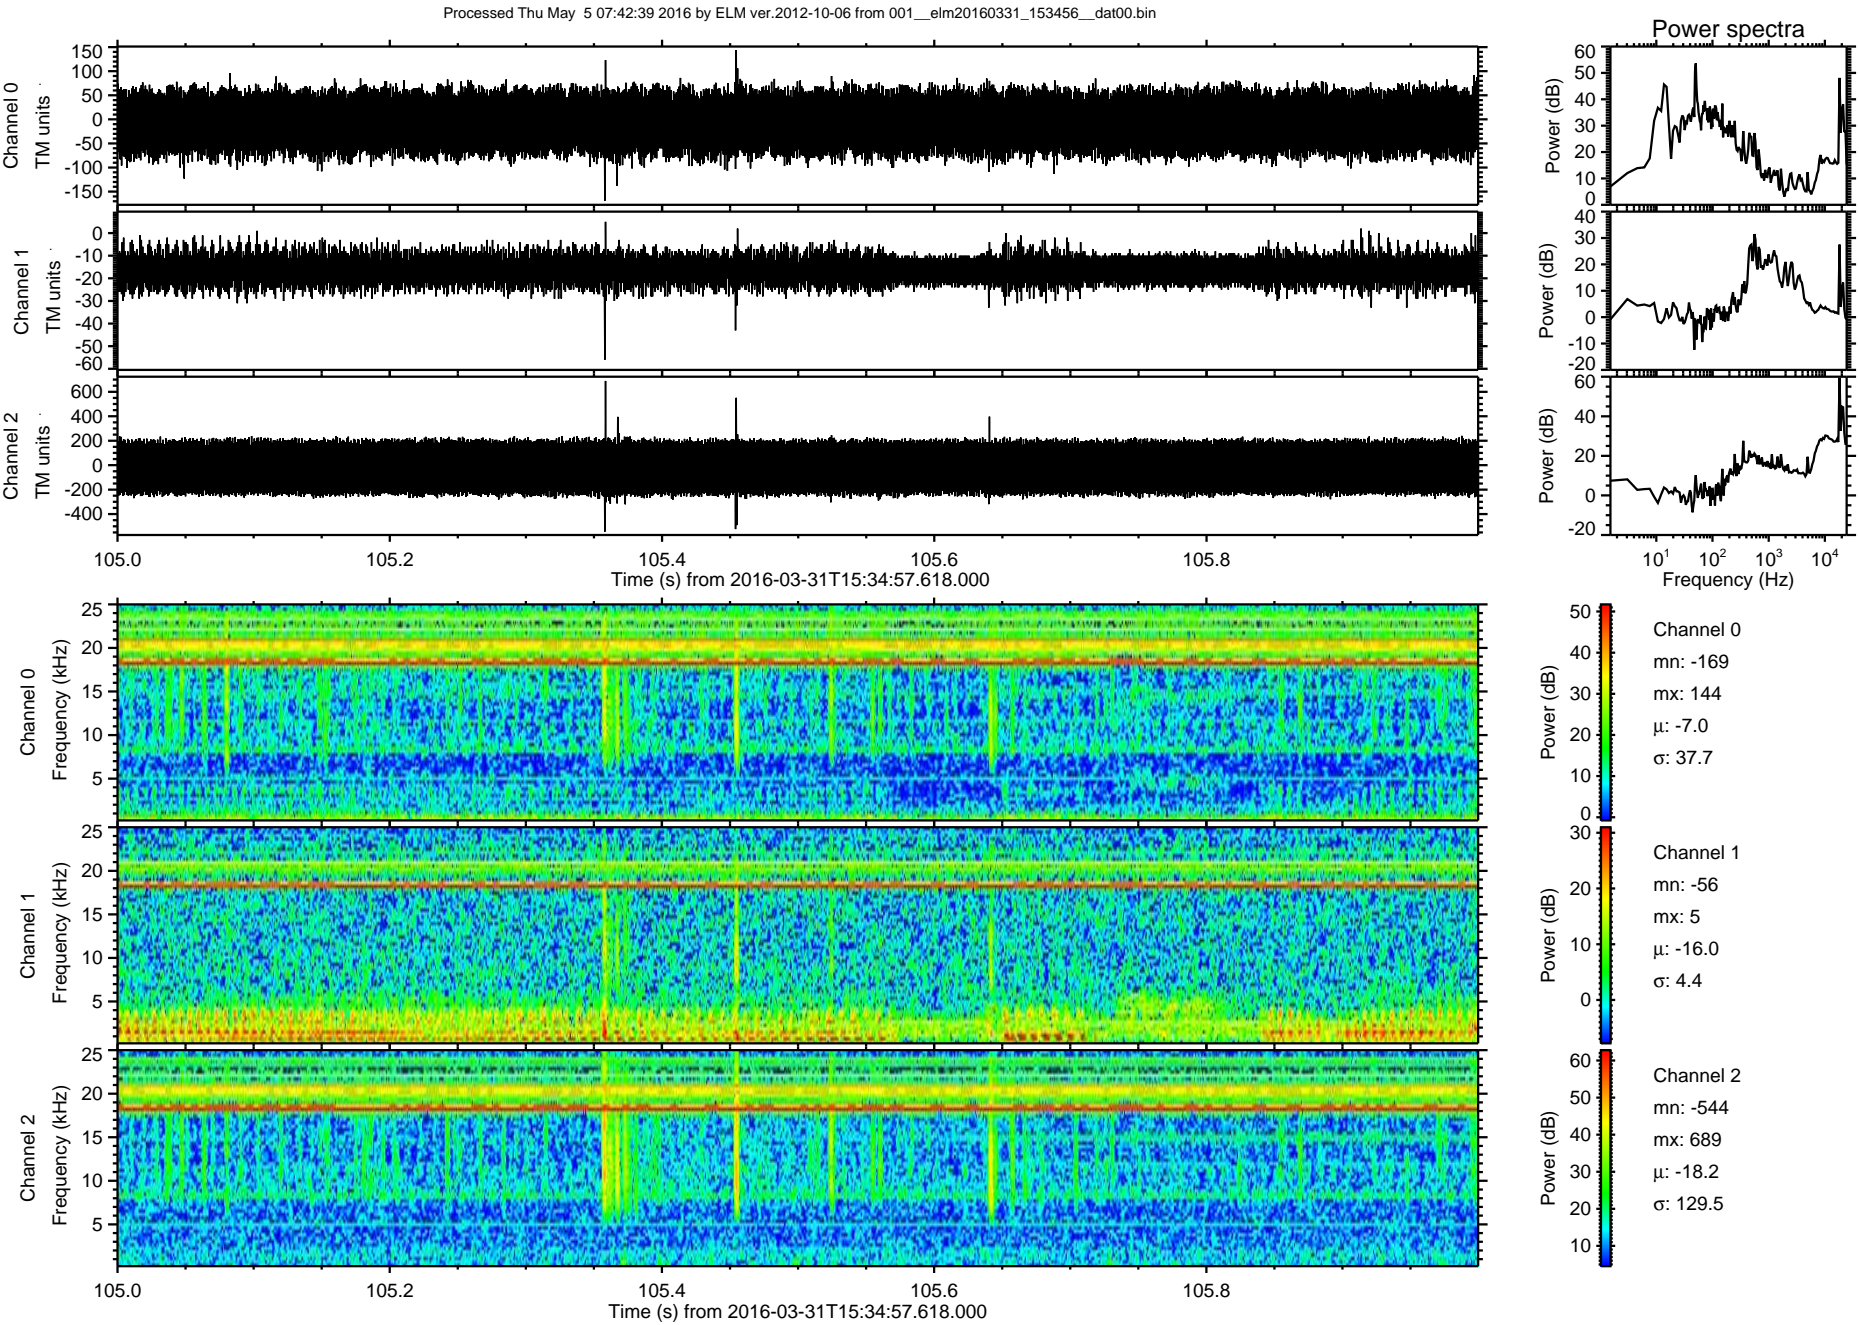 Processed Thu May  5 07:42:39 2016 by ELM ver.2012-10-06 from 001__elm20160331_153456__dat00.bin
Power spectra
Channel 0
TM units
150
100
50
0
-50
-100
-150
Power (dB)
60
50
40
30
20
10
0
Channel 1
TM units
0
-10
-20
-30
-40
-50
-60
Power (dB)
40
30
20
10
0
-10
-20
Channel 2
TM units
600
400
200
0
-200
-400
Power (dB)
60
40
20
0
-20
105.0 105.2 105.4 105.6 105.8
Time (s) from 2016-03-31T15:34:57.618.000
10¹ 10² 10³ 10⁴
Frequency (Hz)
Channel 0
Frequency (kHz)
25
20
15
10
5
Power (dB)
50
40
30
20
10
0
Channel 0
mn: -169
mx: 144
μ: -7.0
σ: 37.7
Channel 1
Frequency (kHz)
25
20
15
10
5
Power (dB)
30
20
10
0
Channel 1
mn: -56
mx: 5
μ: -16.0
σ: 4.4
Channel 2
Frequency (kHz)
25
20
15
10
5
Power (dB)
60
50
40
30
20
10
Channel 2
mn: -544
mx: 689
μ: -18.2
σ: 129.5
105.0 105.2 105.4 105.6 105.8
Time (s) from 2016-03-31T15:34:57.618.000